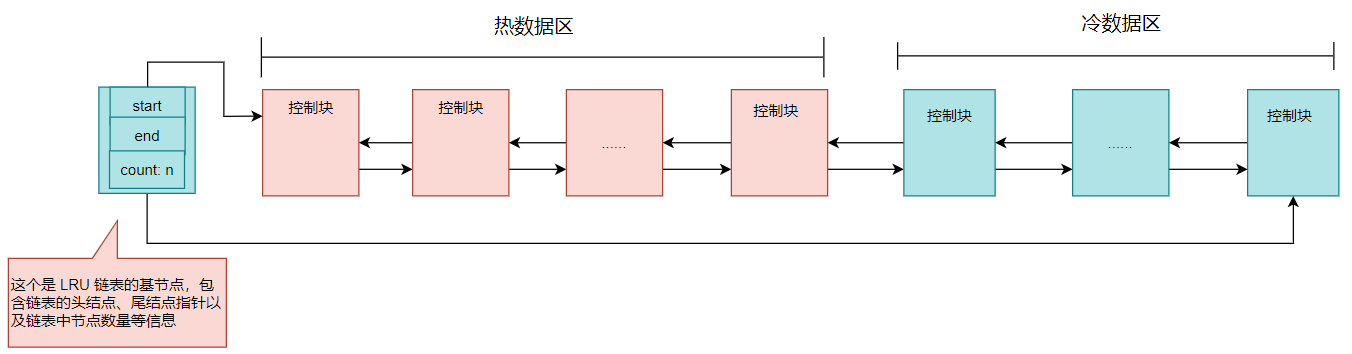 热数据区
冷数据区
start
end
count: n
控制块
控制块
……
控制块
控制块
……
控制块
这个是 LRU 链表的基节点，包
含链表的头结点、尾结点指针以
及链表中节点数量等信息